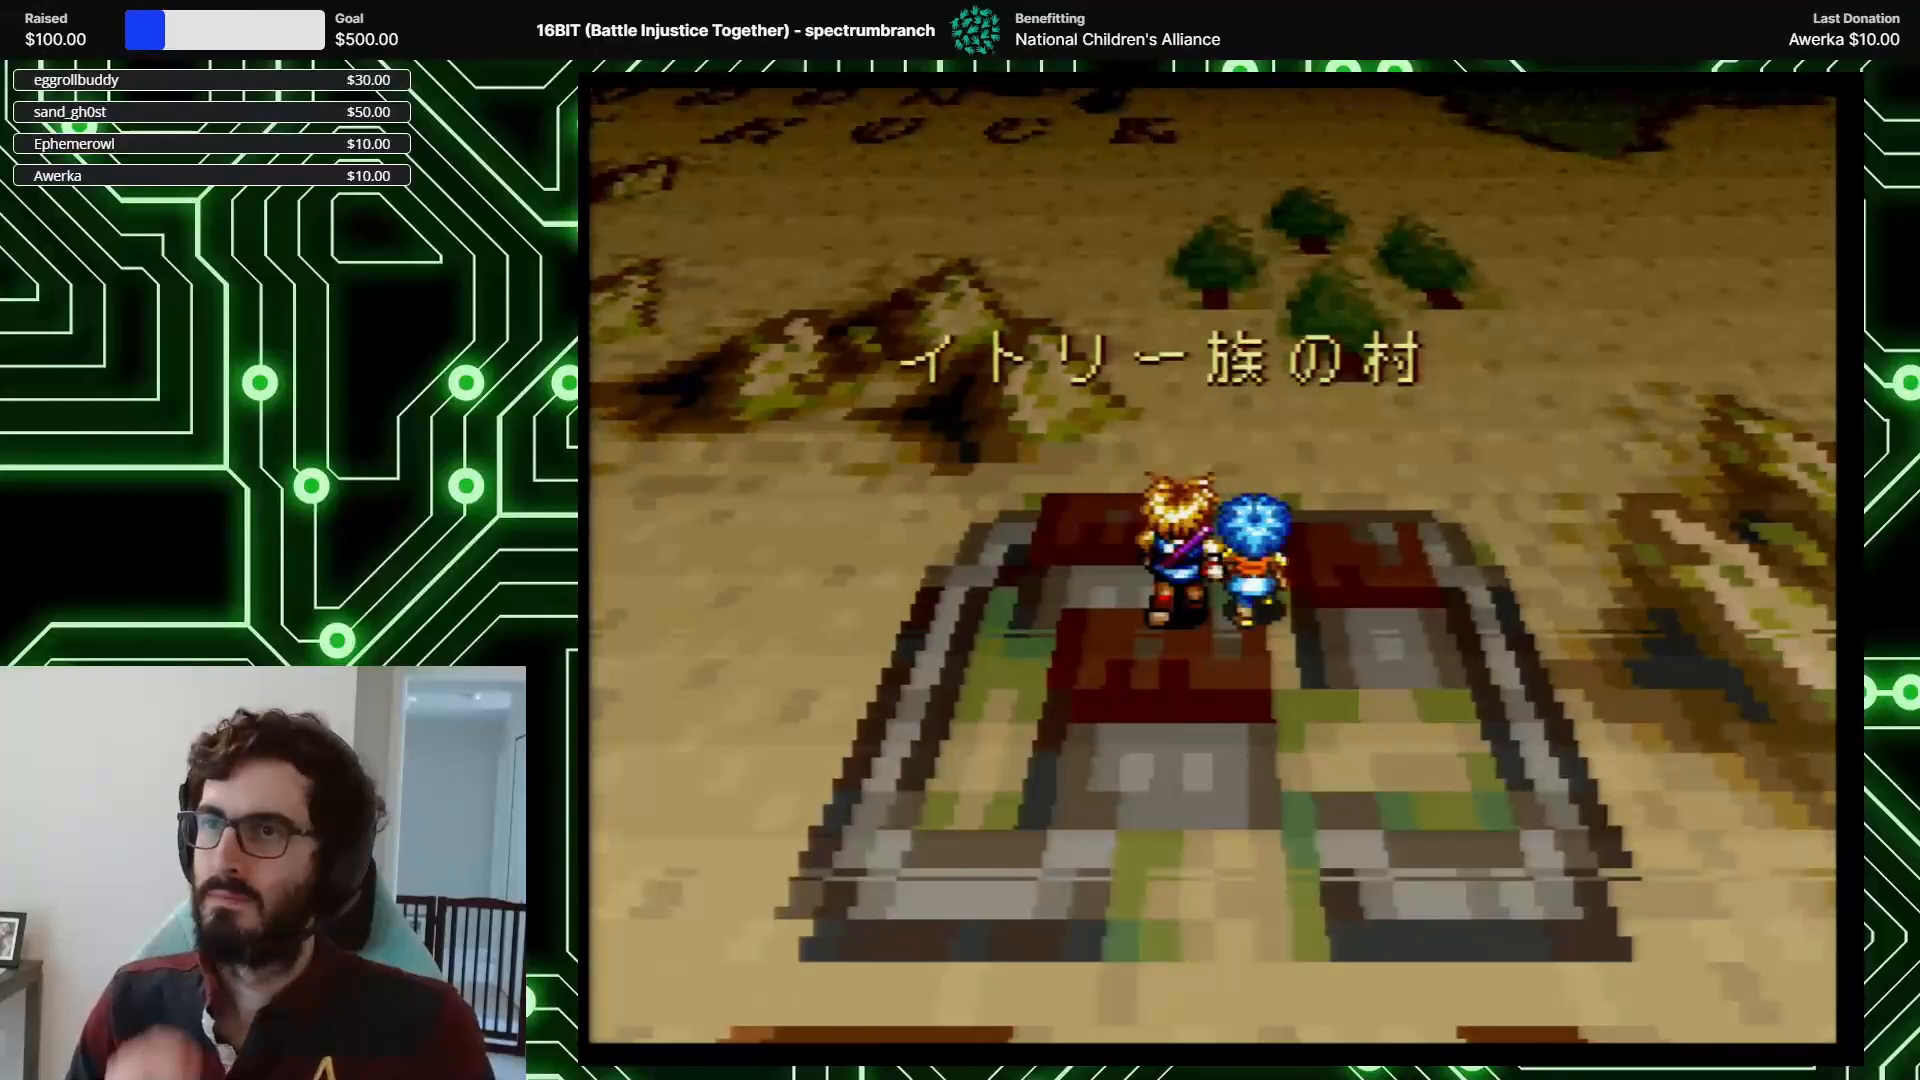 Raised
$100.00
Goal
$500.00
16BIT (Battle Injustice Together) - spectrumbranch
Benefitting
National Children's Alliance
Last Donation
Awerka $10.00
eggrollbuddy $30.00
sand_gh0st $50.00
Ephemerowl $10.00
Awerka $10.00
ROCK
イトリー族の村